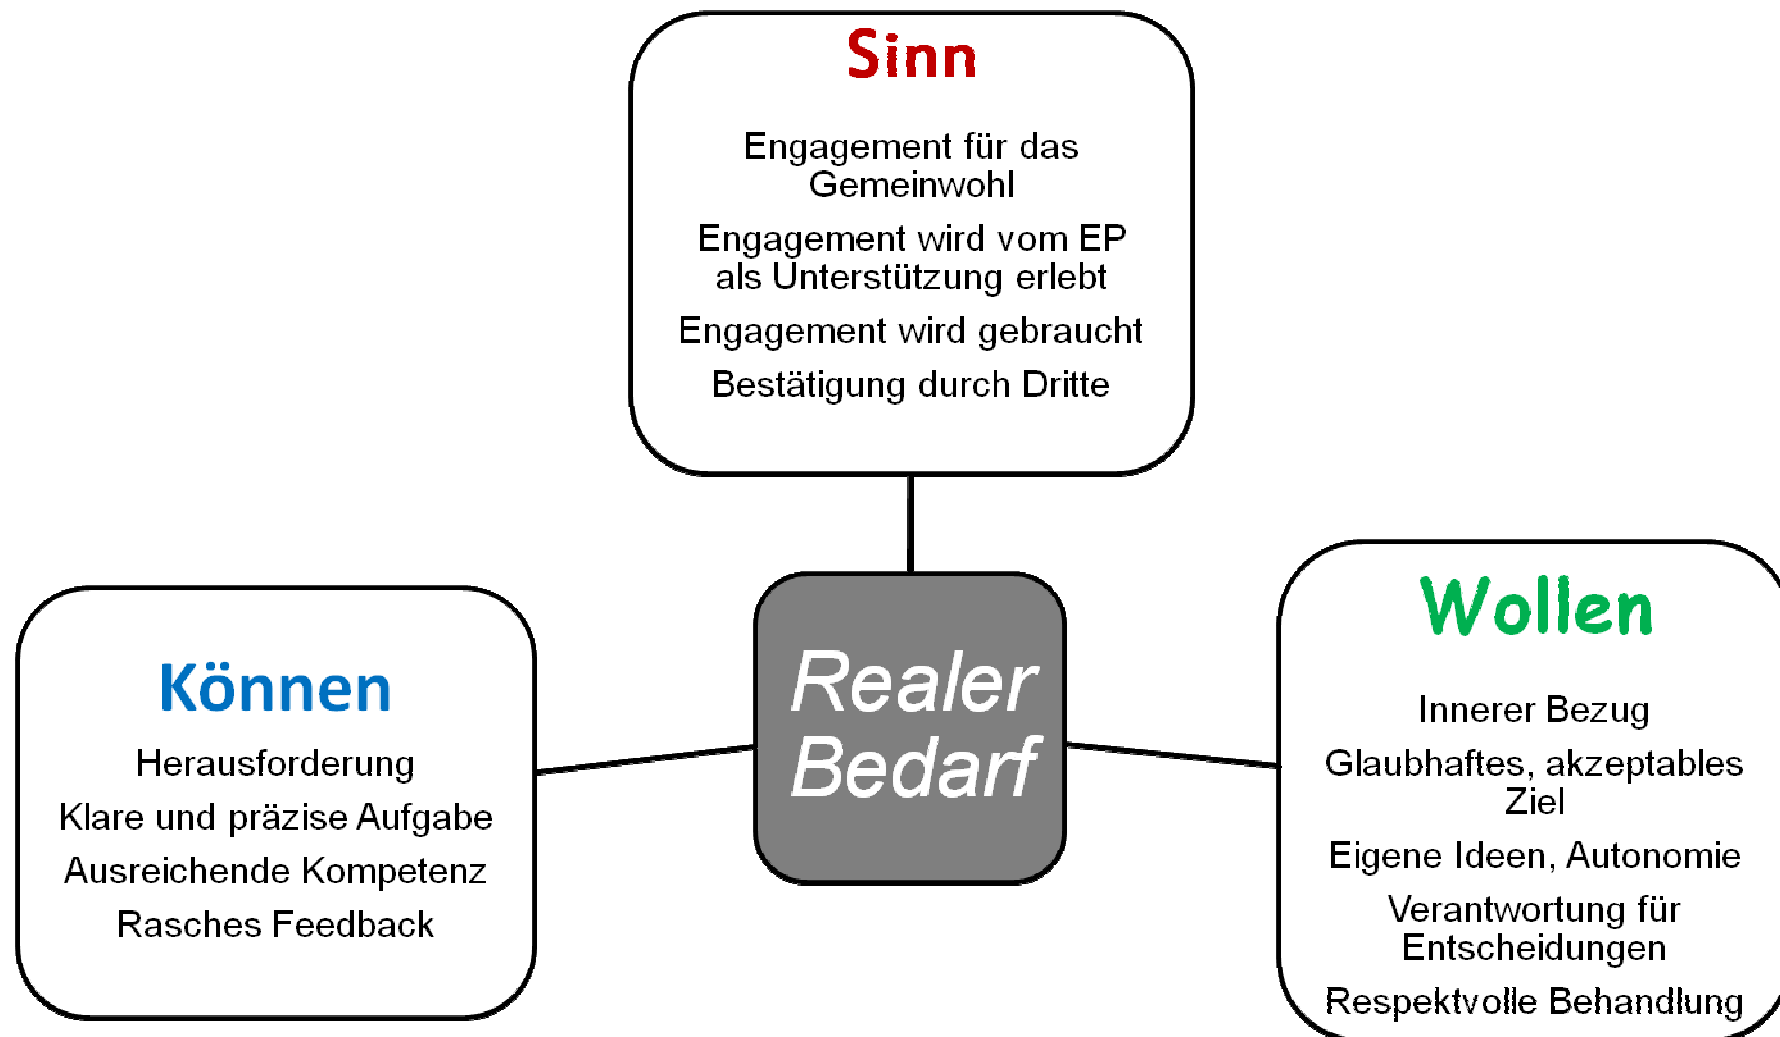 Sinn
Engagement für das
Gemeinwohl
Engagement wird vom EP
als Unterstützung erlebt
Engagement wird gebraucht
Bestätigung durch Dritte
Können
Herausforderung
Klare und präzise Aufgabe
Ausreichende Kompetenz
Rasches Feedback
Realer
Bedarf
Wollen
Innerer Bezug
Glaubhaftes, akzeptables
Ziel
Eigene Ideen, Autonomie
Verantwortung für
Entscheidungen
Respektvolle Behandlung